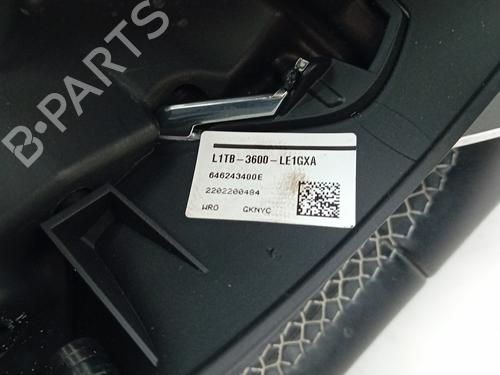 B-PARTS
L1TB-3600-LE1GXA
646243400E
2202200484
WRO GKNYC